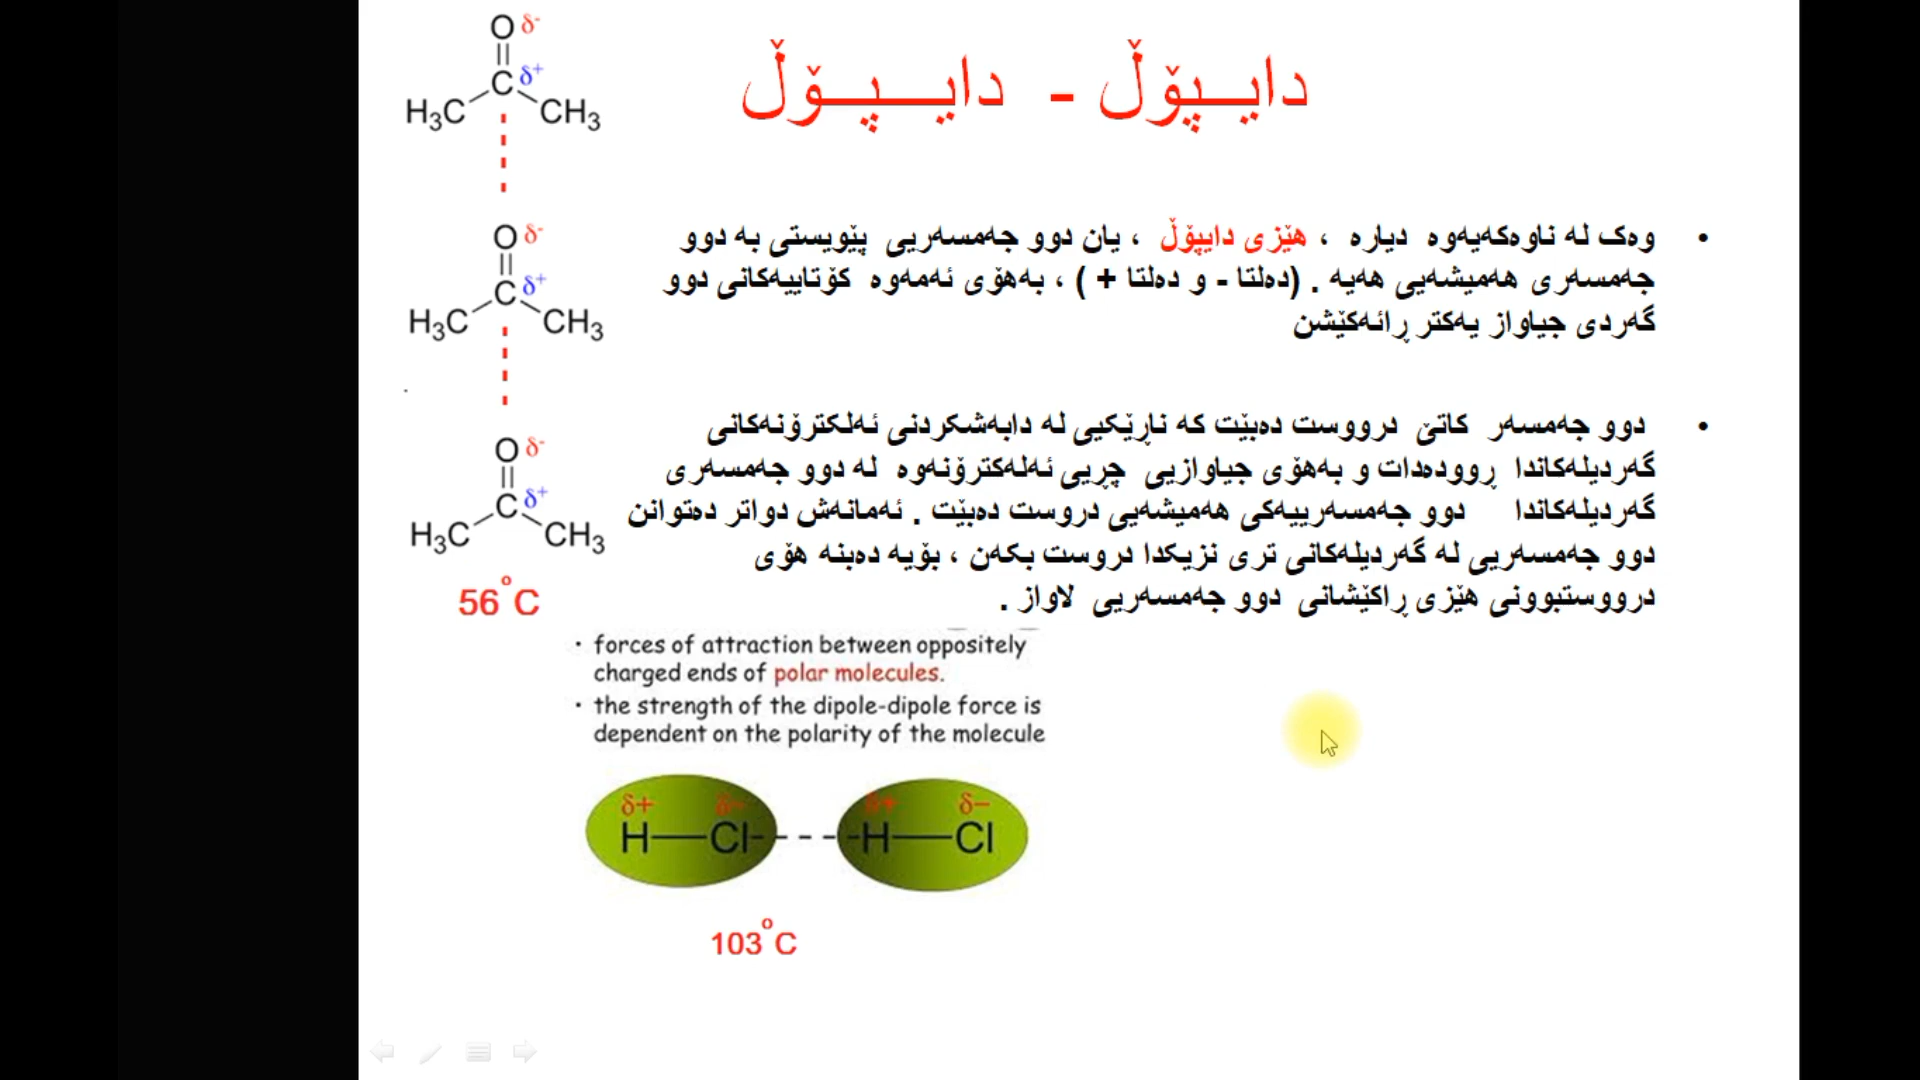 دایپۆڵ - دایپۆڵ
O δ-
C δ+
H₃C CH₃
O δ-
C δ+
H₃C CH₃
O δ-
C δ+
H₃C CH₃
56°C
• وەک لە ناوەکەیەوە دیارە ، هێزی دایپۆڵ ، یان دوو جەمسەریی پێویستی بە دوو
جەمسەری هەمیشەیی هەیە . (دەلتا - و دەلتا + ) ، بەهۆی ئەمەوە کۆتاییەکانی دوو
گەردی جیاواز یەکتر ڕائەکێشن
• دوو جەمسەر کاتێ درووست دەبێت کە ناڕێکیی لە دابەشکردنی ئەلکترۆنەکانی
گەردیلەکاندا ڕوودەدات و بەهۆی جیاوازیی چڕیی ئەلەکترۆنەوە لە دوو جەمسەری
گەردیلەکاندا دوو جەمسەرییەکی هەمیشەیی دروست دەبێت . ئەمانەش دواتر دەتوانن
دوو جەمسەریی لە گەردیلەکانی تری نزیکدا دروست بکەن ، بۆیە دەبنە هۆی
درووستبوونی هێزی ڕاکێشانی دوو جەمسەریی لاواز .
• forces of attraction between oppositely
charged ends of polar molecules.
• the strength of the dipole-dipole force is
dependent on the polarity of the molecule
δ+ δ- δ+ δ-
H—Cl----H—Cl
103°C